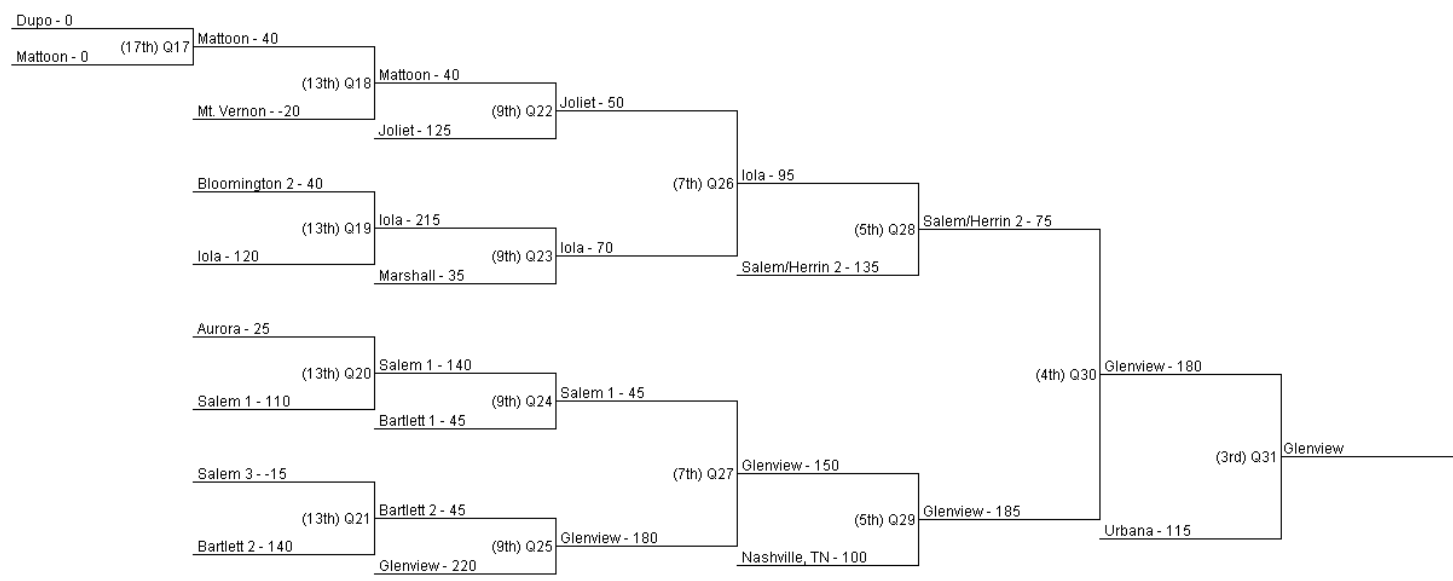 Dupo - 0
(17th) Q17
Mattoon - 0
Mattoon - 40
(13th) Q18
Mt. Vernon - -20
Mattoon - 40
(9th) Q22
Joliet - 125
Joliet - 50
Bloomington 2 - 40
(13th) Q19
Iola - 120
Iola - 215
(9th) Q23
Marshall - 35
Iola - 70
(7th) Q26
Iola - 95
(5th) Q28
Salem/Herrin 2 - 135
Salem/Herrin 2 - 75
Aurora - 25
(13th) Q20
Salem 1 - 110
Salem 1 - 140
(9th) Q24
Bartlett 1 - 45
Salem 1 - 45
Salem 3 - -15
(13th) Q21
Bartlett 2 - 140
Bartlett 2 - 45
(9th) Q25
Glenview - 220
Glenview - 180
(7th) Q27
Glenview - 150
(5th) Q29
Nashville, TN - 100
Glenview - 185
(4th) Q30
Glenview - 180
(3rd) Q31
Urbana - 115
Glenview